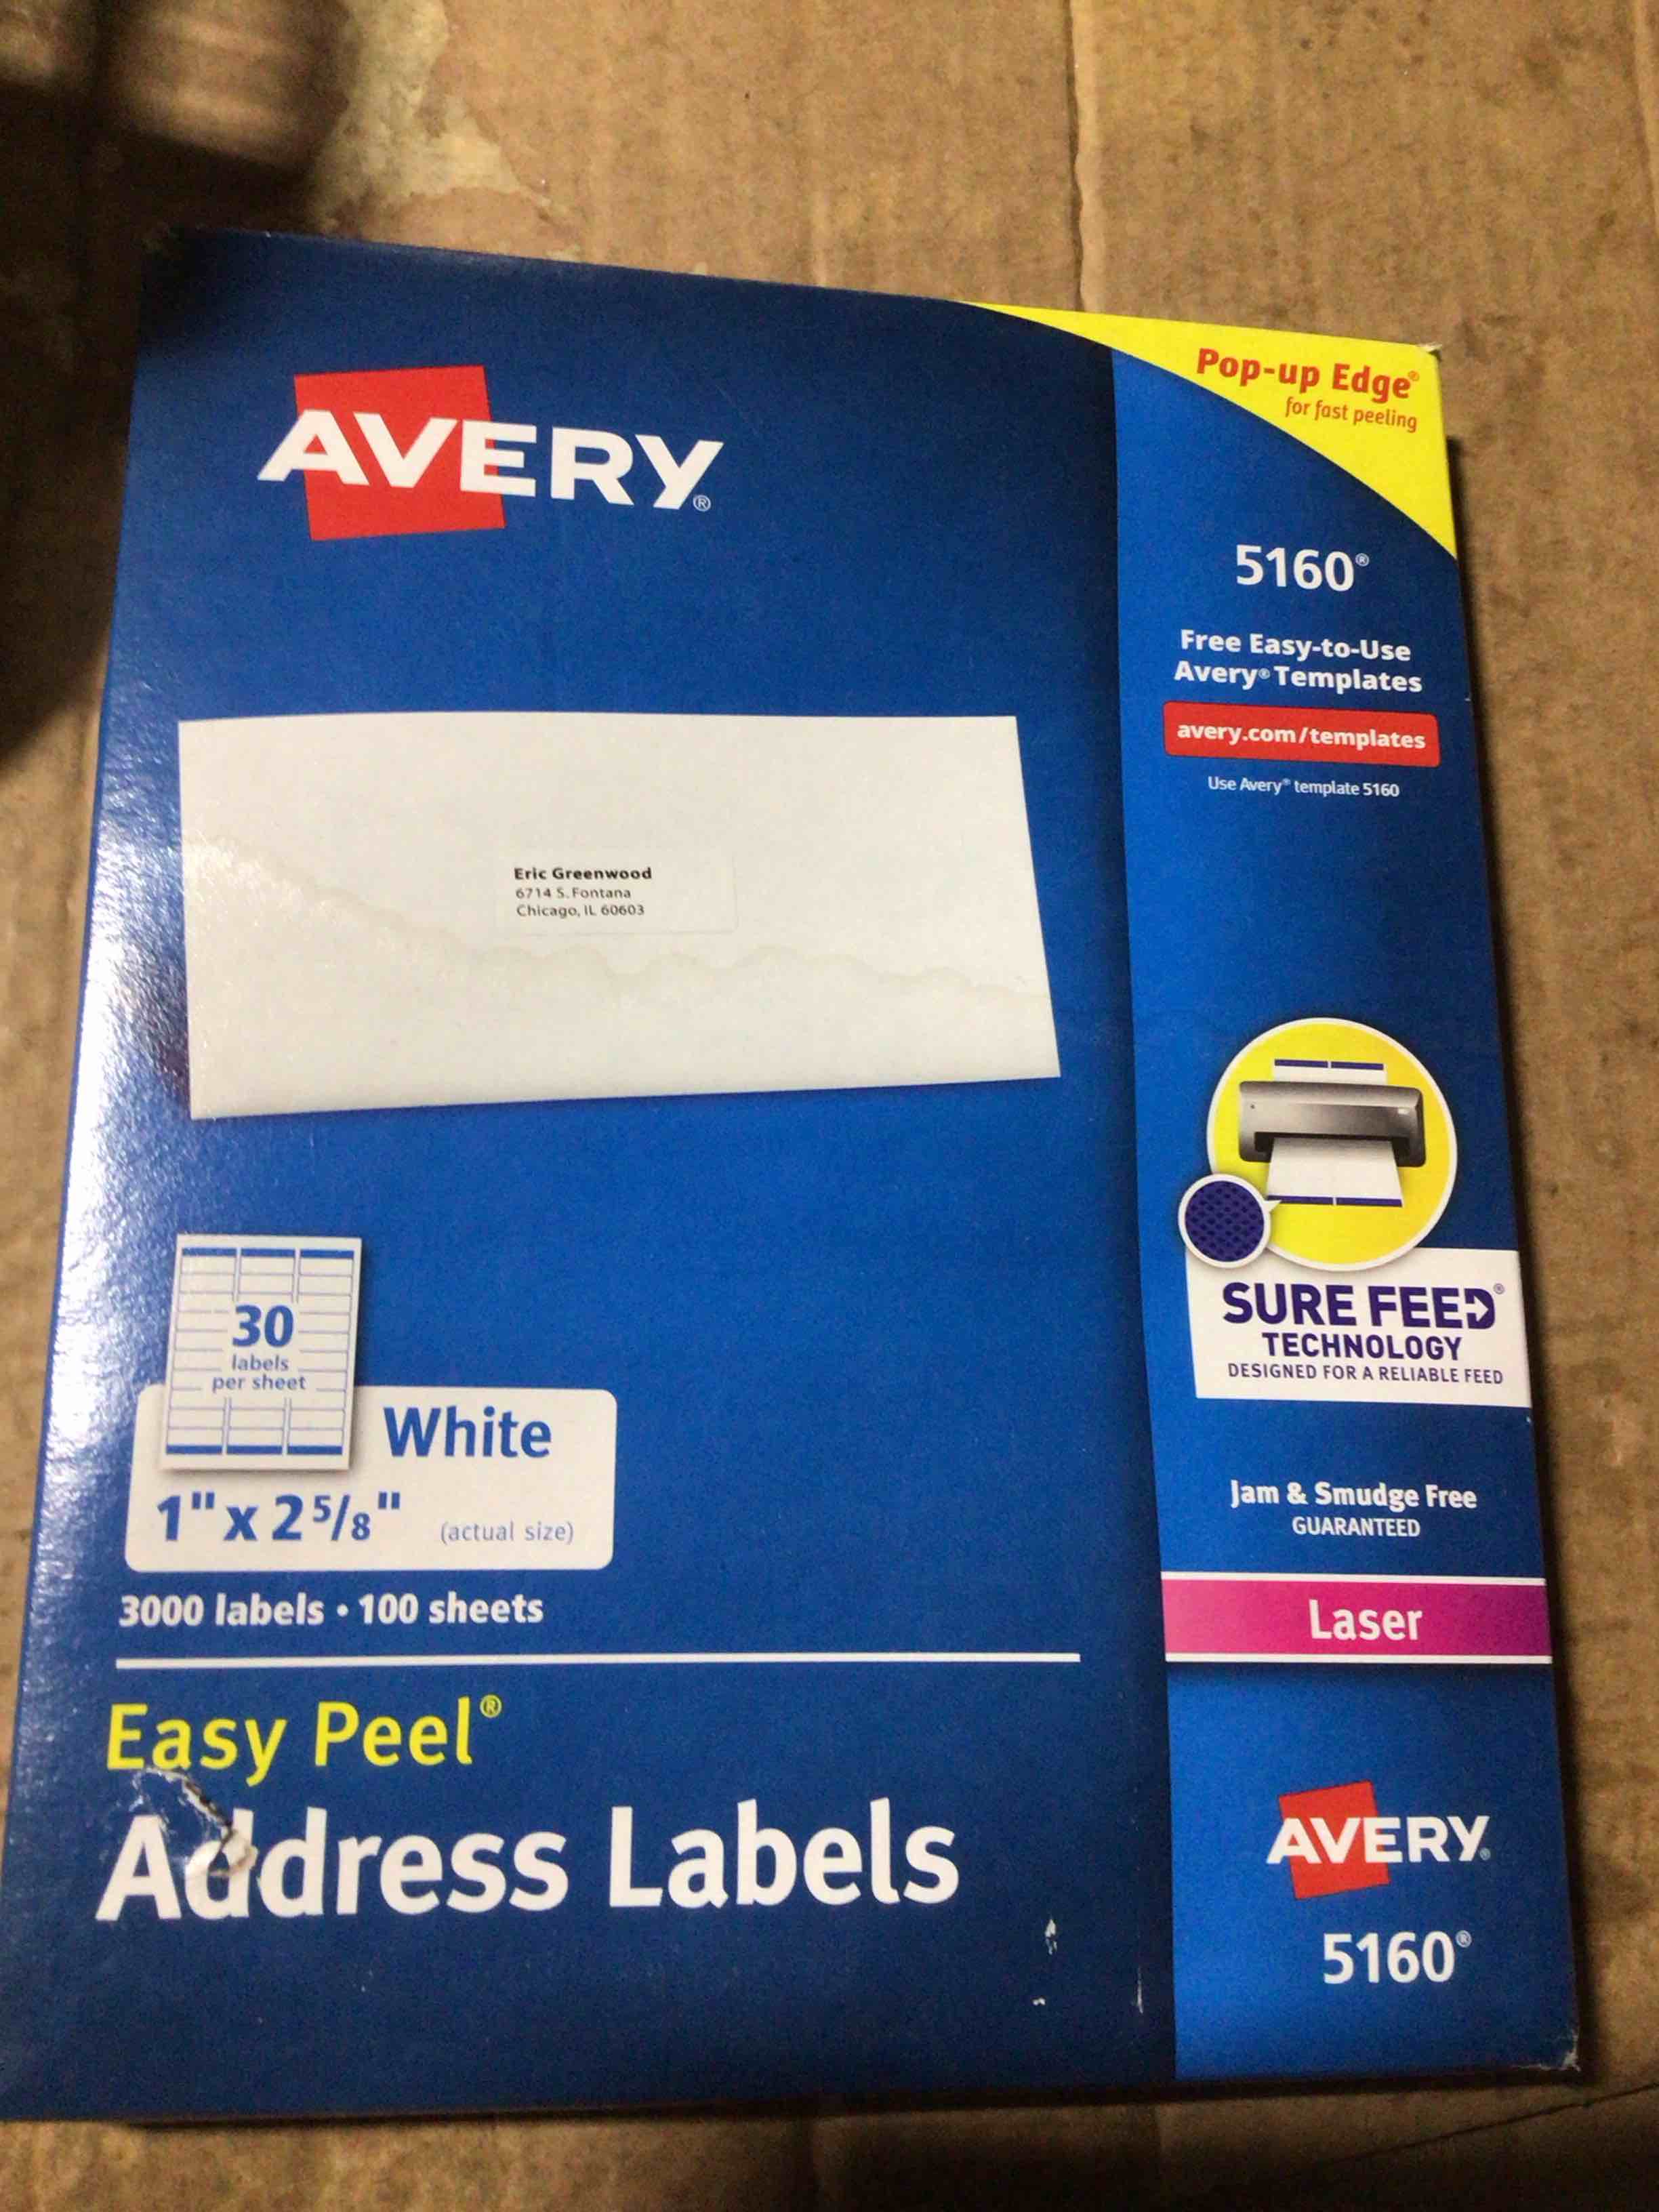 Pop-up Edge®
for fast peeling
AVERY®
5160®
Free Easy-to-Use
Avery® Templates
avery.com/templates
Use Avery® template 5160
Eric Greenwood
6714 S. Fontana
Chicago, IL 60603
30
labels
per sheet
White
1" x 2 5/8" (actual size)
3000 labels • 100 sheets
Easy Peel®
Address Labels
SURE FEED®
TECHNOLOGY
DESIGNED FOR A RELIABLE FEED
Jam & Smudge Free
GUARANTEED
Laser
AVERY®
5160®